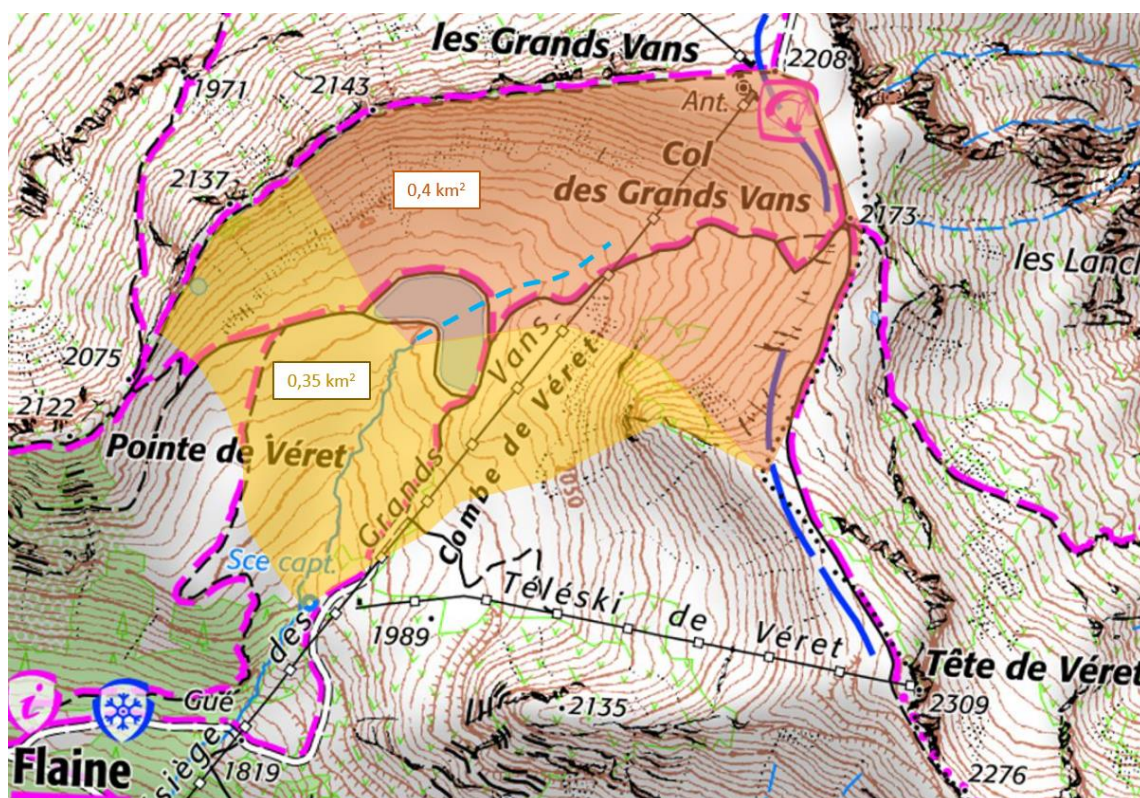 les Grands Vans
2208
1971
2143
Ant.
Col
des Grands Vans
2137
0,4 km²
2173
les Lanch
2075
0,35 km²
2122
Pointe de Véret
Grands Vans
Combe de Véret
2050
Sce capt.
des
Téléski de Véret
1989
Tête de Véret
Gué
2135
2309
i
siège
Flaine
1819
2276